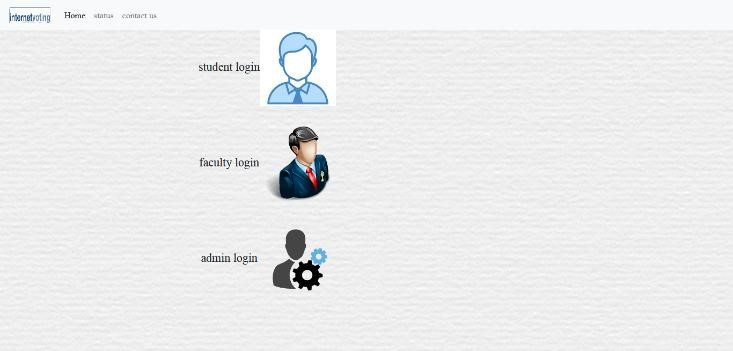 internetvoting Home status contact us
student login
faculty login
admin login